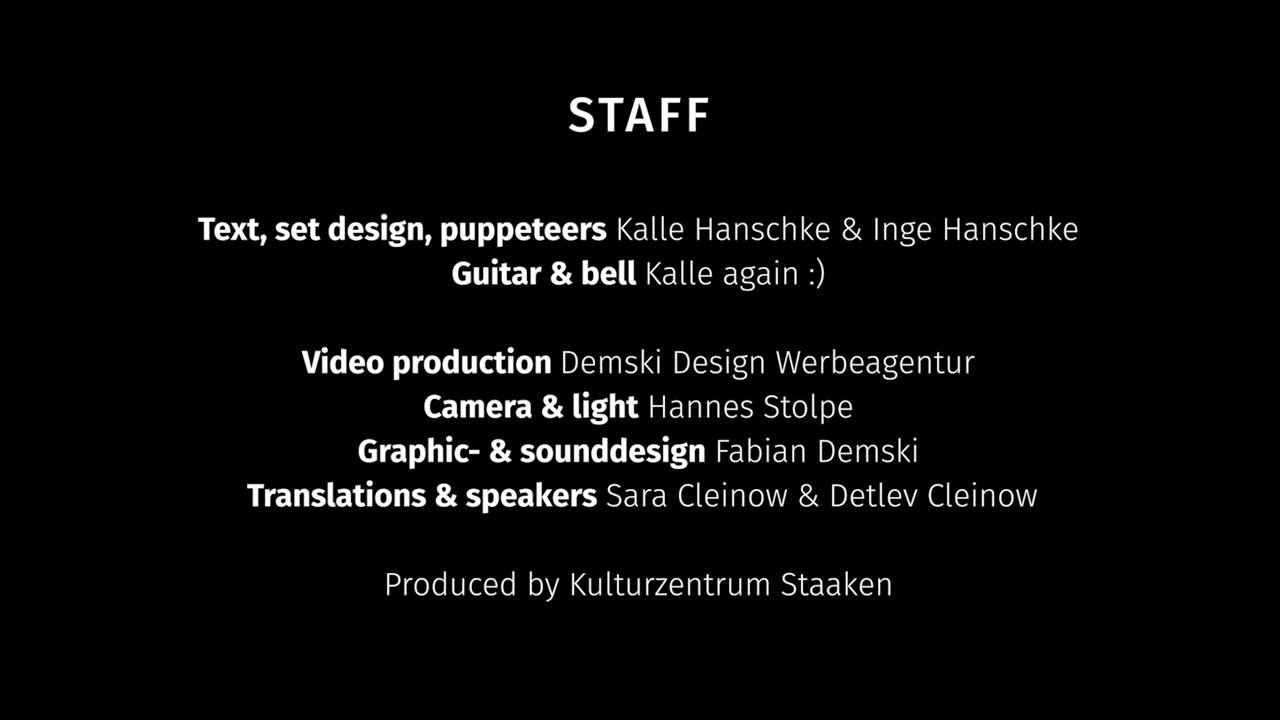 STAFF
Text, set design, puppeteers Kalle Hanschke & Inge Hanschke
Guitar & bell Kalle again :)
Video production Demski Design Werbeagentur
Camera & light Hannes Stolpe
Graphic- & sounddesign Fabian Demski
Translations & speakers Sara Cleinow & Detlev Cleinow
Produced by Kulturzentrum Staaken